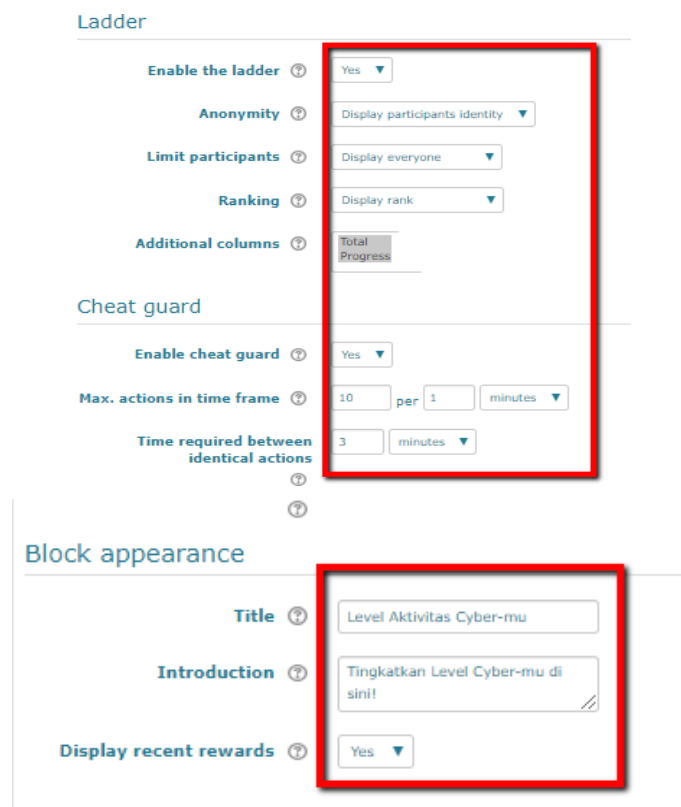 Ladder
Enable the ladder Yes
Anonymity Display participants identity
Limit participants Display everyone
Ranking Display rank
Additional columns Total
Progress
Cheat guard
Enable cheat guard Yes
Max. actions in time frame 10 per 1 minutes
Time required between 3 minutes
identical actions
Block appearance
Title Level Aktivitas Cyber-mu
Introduction Tingkatkan Level Cyber-mu di
sini!
Display recent rewards Yes